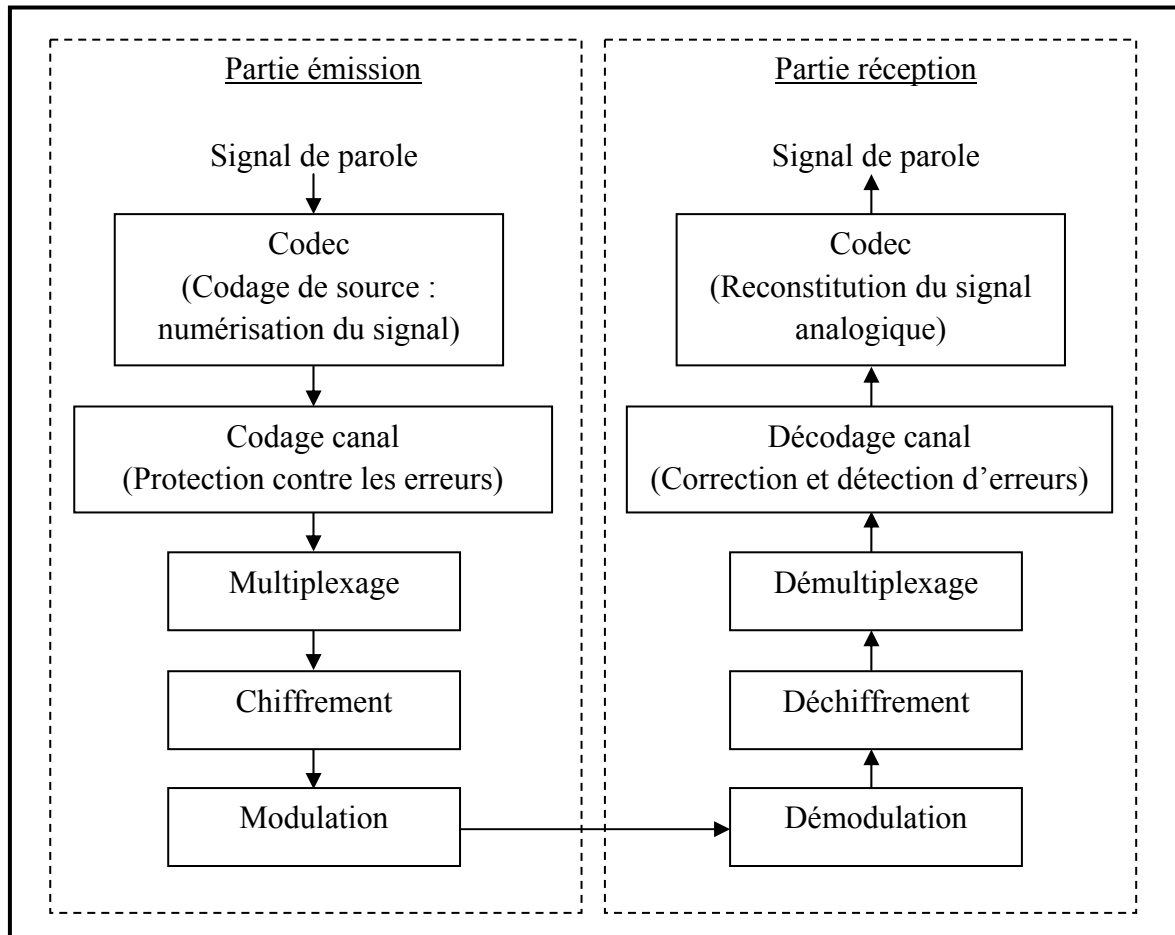 Partie émission
Signal de parole
Codec
(Codage de source :
numérisation du signal)
Codage canal
(Protection contre les erreurs)
Multiplexage
Chiffrement
Modulation
Partie réception
Signal de parole
Codec
(Reconstitution du signal
analogique)
Décodage canal
(Correction et détection d’erreurs)
Démultiplexage
Déchiffrement
Démodulation